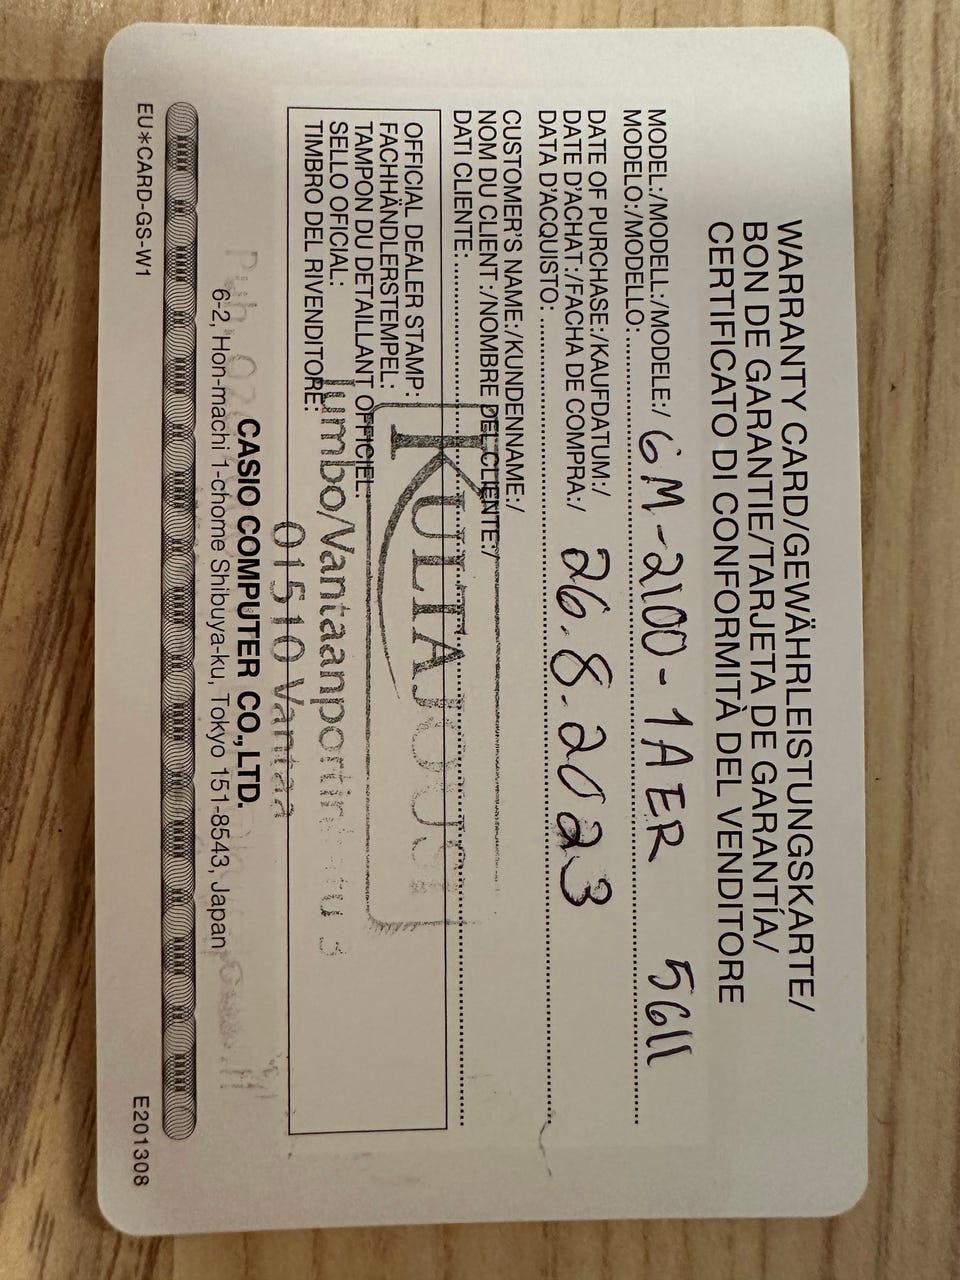 WARRANTY CARD/GEWÄHRLEISTUNGSKARTE/
BON DE GARANTIE/TARJETA DE GARANTÍA/
CERTIFICATO DI CONFORMITÀ DEL VENDITORE
MODEL:/MODELL:/MODELE:/
MODELO:/MODELLO: 6M-2100-1AER 5611
DATE OF PURCHASE:/KAUFDATUM:/
DATE D'ACHAT:/FACHA DE COMPRA:/
DATA D'ACQUISTO: 26.8.2023
CUSTOMER'S NAME:/KUNDENNAME:/
NOM DU CLIENT:/NOMBRE DEL CLIENTE:/
DATI CLIENTE:
OFFICIAL DEALER STAMP:
FACHHÄNDLERSTEMPEL:
TAMPON DU DETAILLANT OFFICIEL:
SELLO OFICIAL:
TIMBRO DEL RIVENDITORE:
KULTAJOUSI
Jumbo/Vantaanportinkatu 3
01510 Vantaa
CASIO COMPUTER CO., LTD.
6-2, Hon-machi 1-chome Shibuya-ku, Tokyo 151-8543, Japan
EU*CARD-GS-W1
E201308